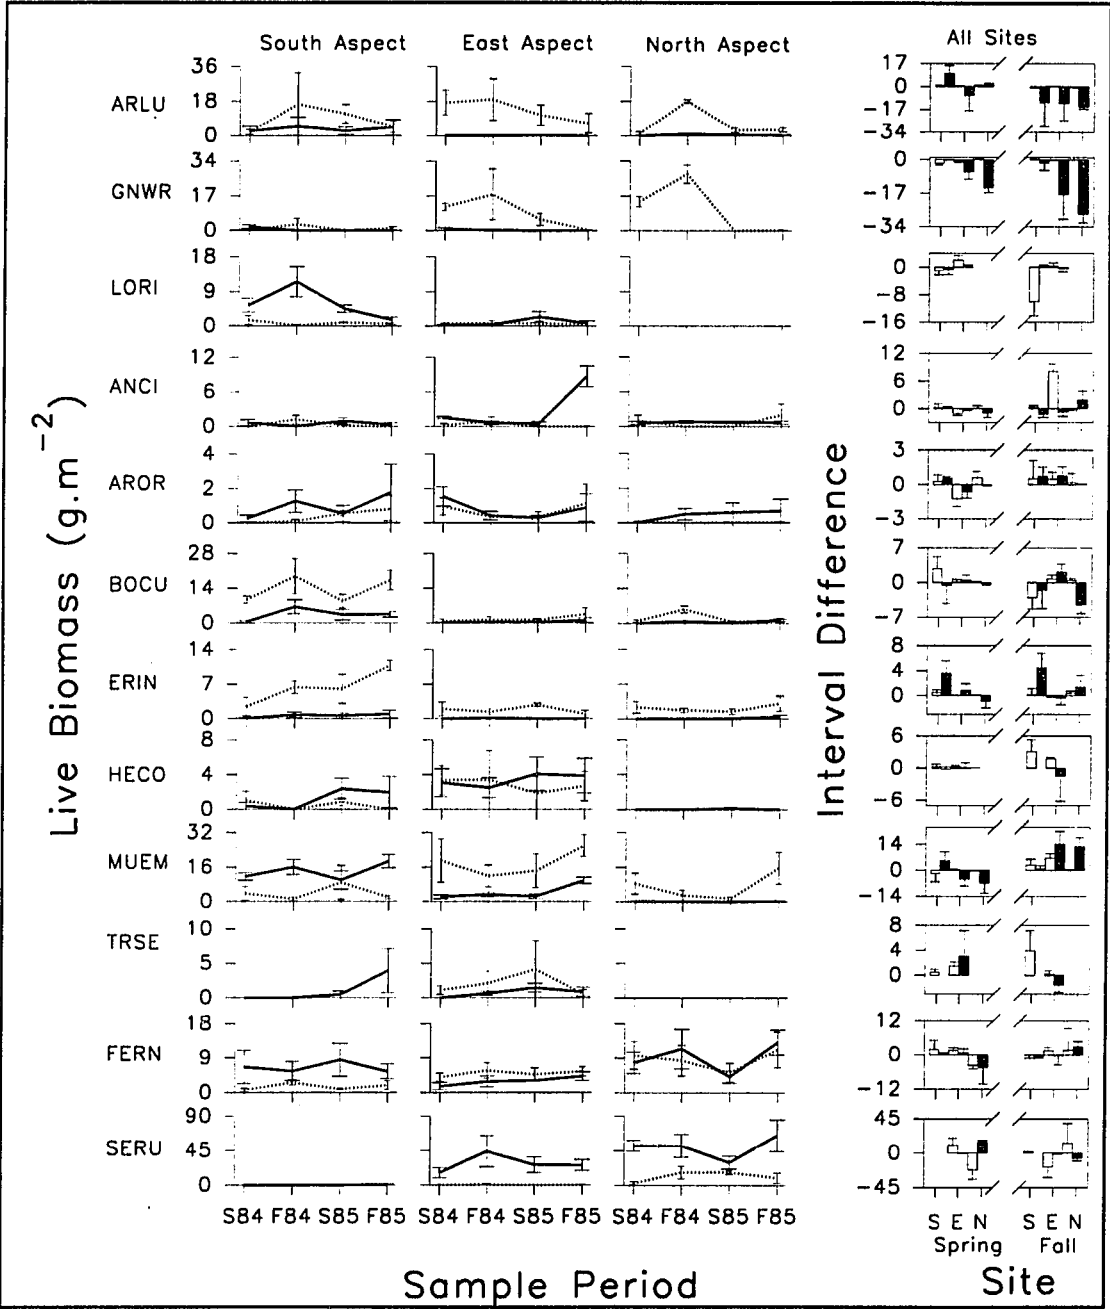 South Aspect East Aspect North Aspect All Sites
ARLU 36 18 0 17 0 -17 -34
GNWR 34 17 0 0 -17 -34
LORI 18 9 0 0 -8 -16
ANCI 12 6 0 12 6 0
AROR 4 2 0 3 0 -3
BOCU 28 14 0 7 0 -7
ERIN 14 7 0 8 4 0
HECO 8 4 0 6 0 -6
MUEM 32 16 0 14 0 -14
TRSE 10 5 0 8 4 0
FERN 18 9 0 12 0 -12
SERU 90 45 0 45 0 -45
Live Biomass (g.m-2)
Interval Difference
S84 F84 S85 F85 S84 F84 S85 F85 S84 F84 S85 F85 S E N S E N
Spring Fall
Sample Period Site